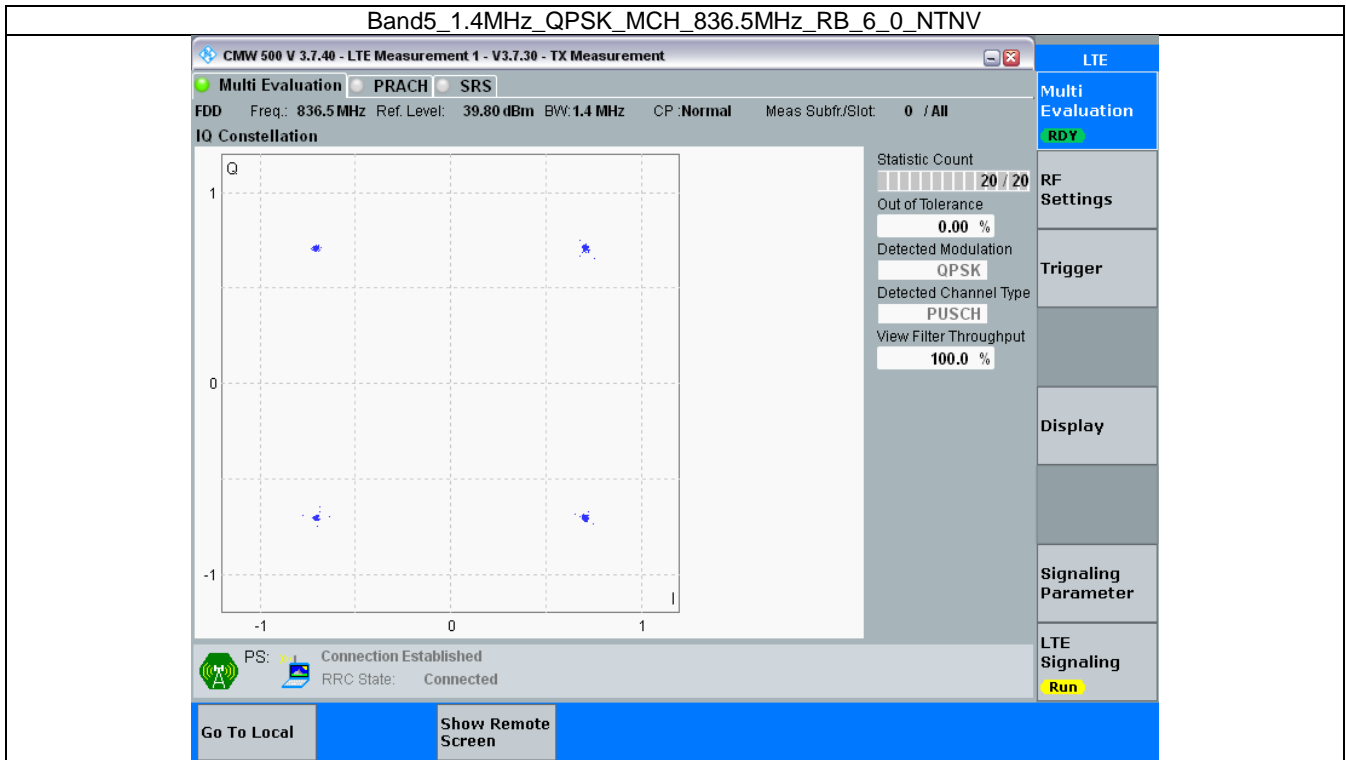 Band5_1.4MHz_QPSK_MCH_836.5MHz_RB_6_0_NTNV
CMW 500 V 3.7.40 - LTE Measurement 1 - V3.7.30 - TX Measurement
LTE
Multi Evaluation PRACH SRS
FDD Freq.: 836.5 MHz Ref. Level: 39.80 dBm BW: 1.4 MHz CP : Normal Meas Subfr./Slot: 0 / All
IQ Constellation
Q
1
0
-1
I
-1 0 1
Statistic Count
20 / 20
Out of Tolerance
0.00 %
Detected Modulation
QPSK
Detected Channel Type
PUSCH
View Filter Throughput
100.0 %
Multi
Evaluation
RDY
RF
Settings
Trigger
Display
Signaling
Parameter
LTE
Signaling
Run
PS: Connection Established
RRC State: Connected
Go To Local
Show Remote
Screen